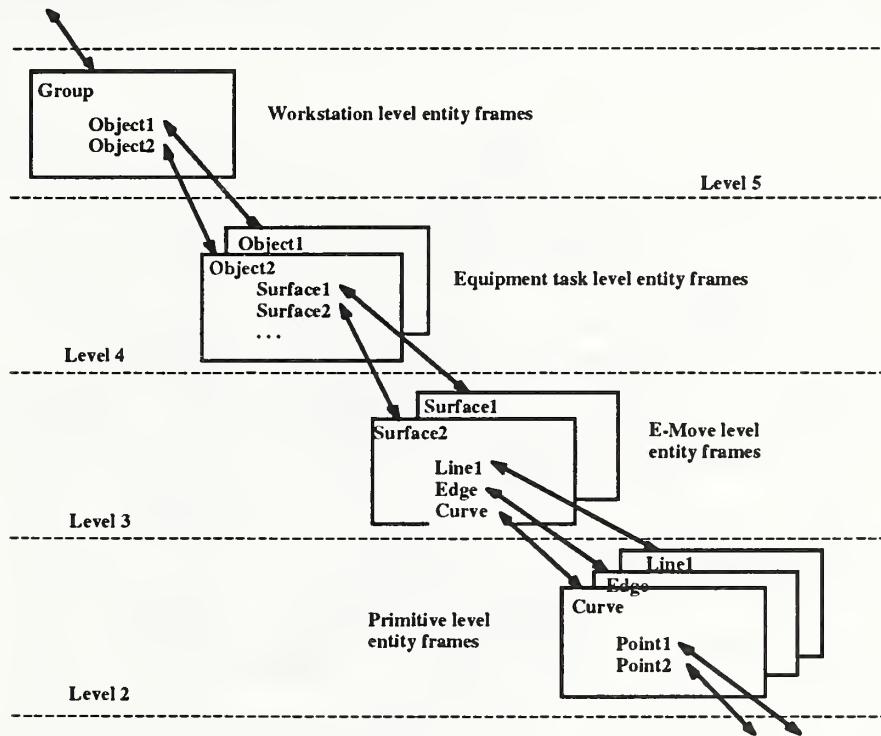 Group
Object1
Object2
Workstation level entity frames
Level 5
Object1
Object2
Surface1
Surface2
...
Equipment task level entity frames
Level 4
Surface1
Surface2
Line1
Edge
Curve
E-Move level
entity frames
Level 3
Line1
Edge
Curve
Point1
Point2
Primitive level
entity frames
Level 2